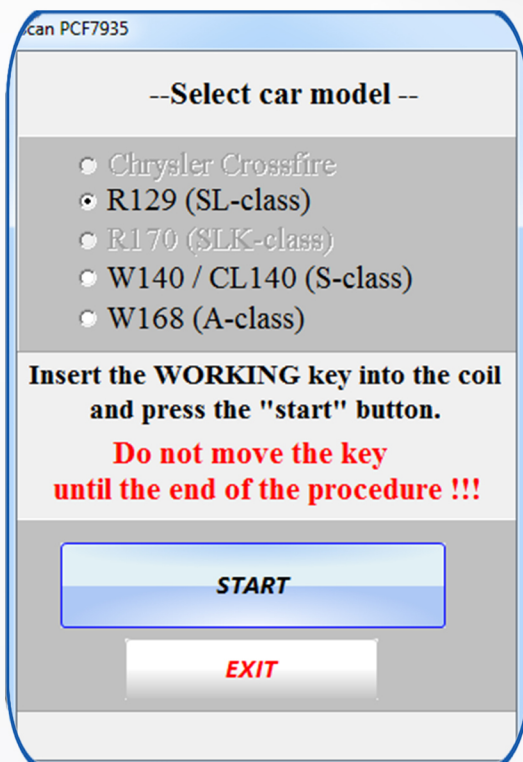 Scan PCF7935
--Select car model --
Chrysler Crossfire
R129 (SL-class)
R170 (SLK-class)
W140 / CL140 (S-class)
W168 (A-class)
Insert the WORKING key into the coil
and press the "start" button.
Do not move the key
until the end of the procedure !!!
START
EXIT